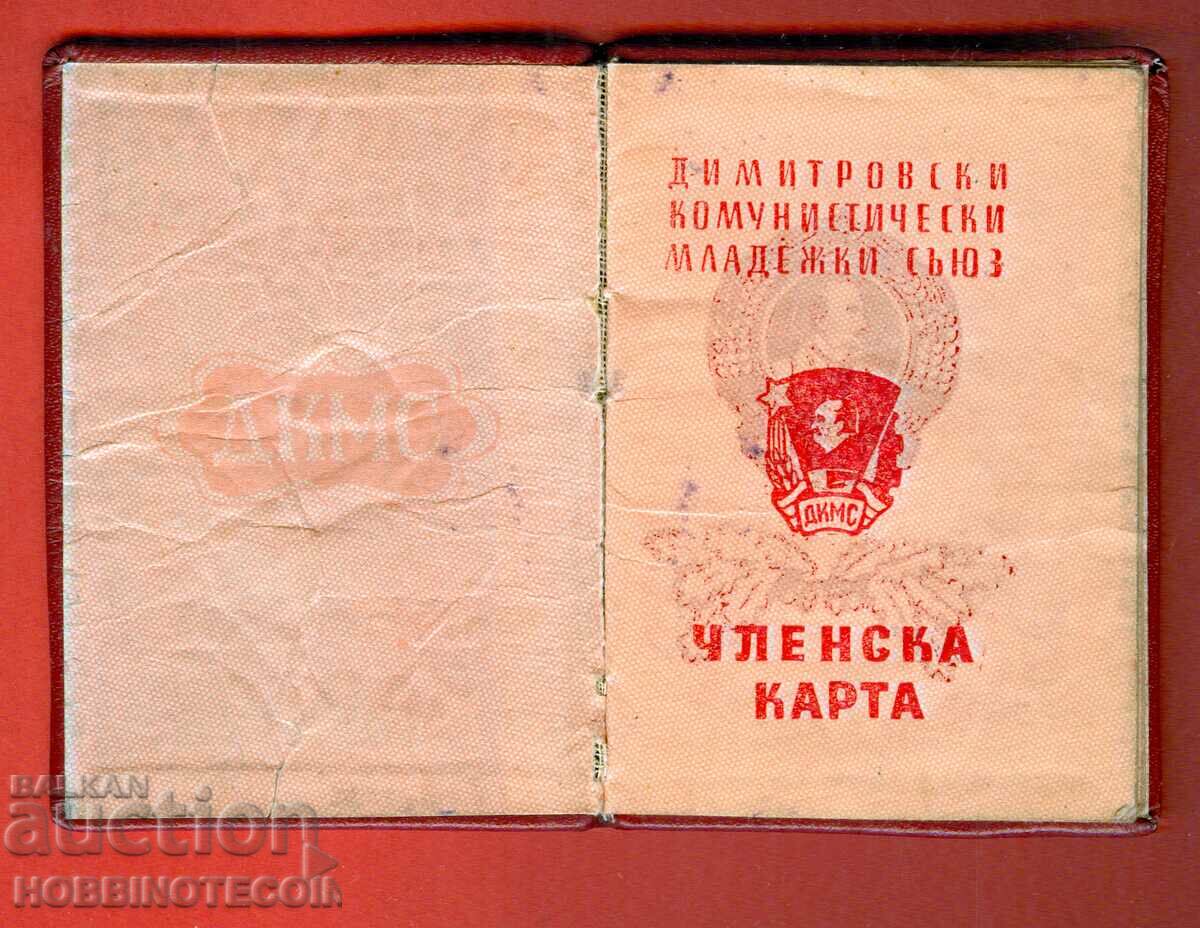 ДКМС
ДИМИТРОВСКИ
КОМУНИСТИЧЕСКИ
МЛАДЕЖКИ СЪЮЗ
ДКМС
ЧЛЕНСКА
КАРТА
BALKAN
auction
HOBBINOTECOIN